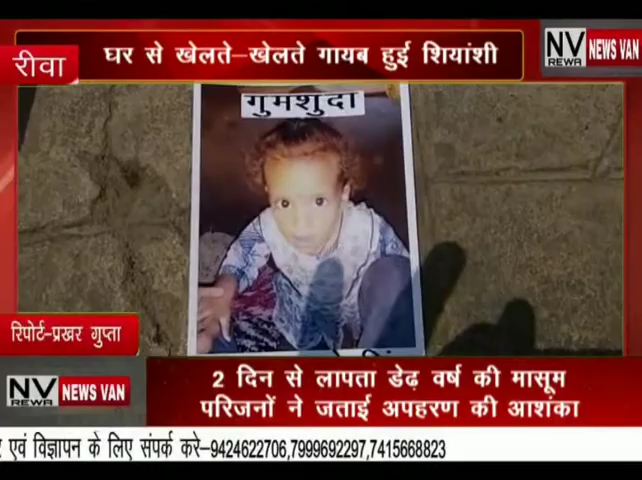 घर से खेलते-खेलते गायब हुई शियांशी
रीवा
NV
REWA
NEWS VAN
गुमशुदा
रिपोर्ट-प्रखर गुप्ता
NV
REWA
NEWS VAN
2 दिन से लापता डेढ़ वर्ष की मासूम
परिजनों ने जताई अपहरण की आशंका
एवं विज्ञापन के लिए संपर्क करे-9424622706,7999692297,7415668823